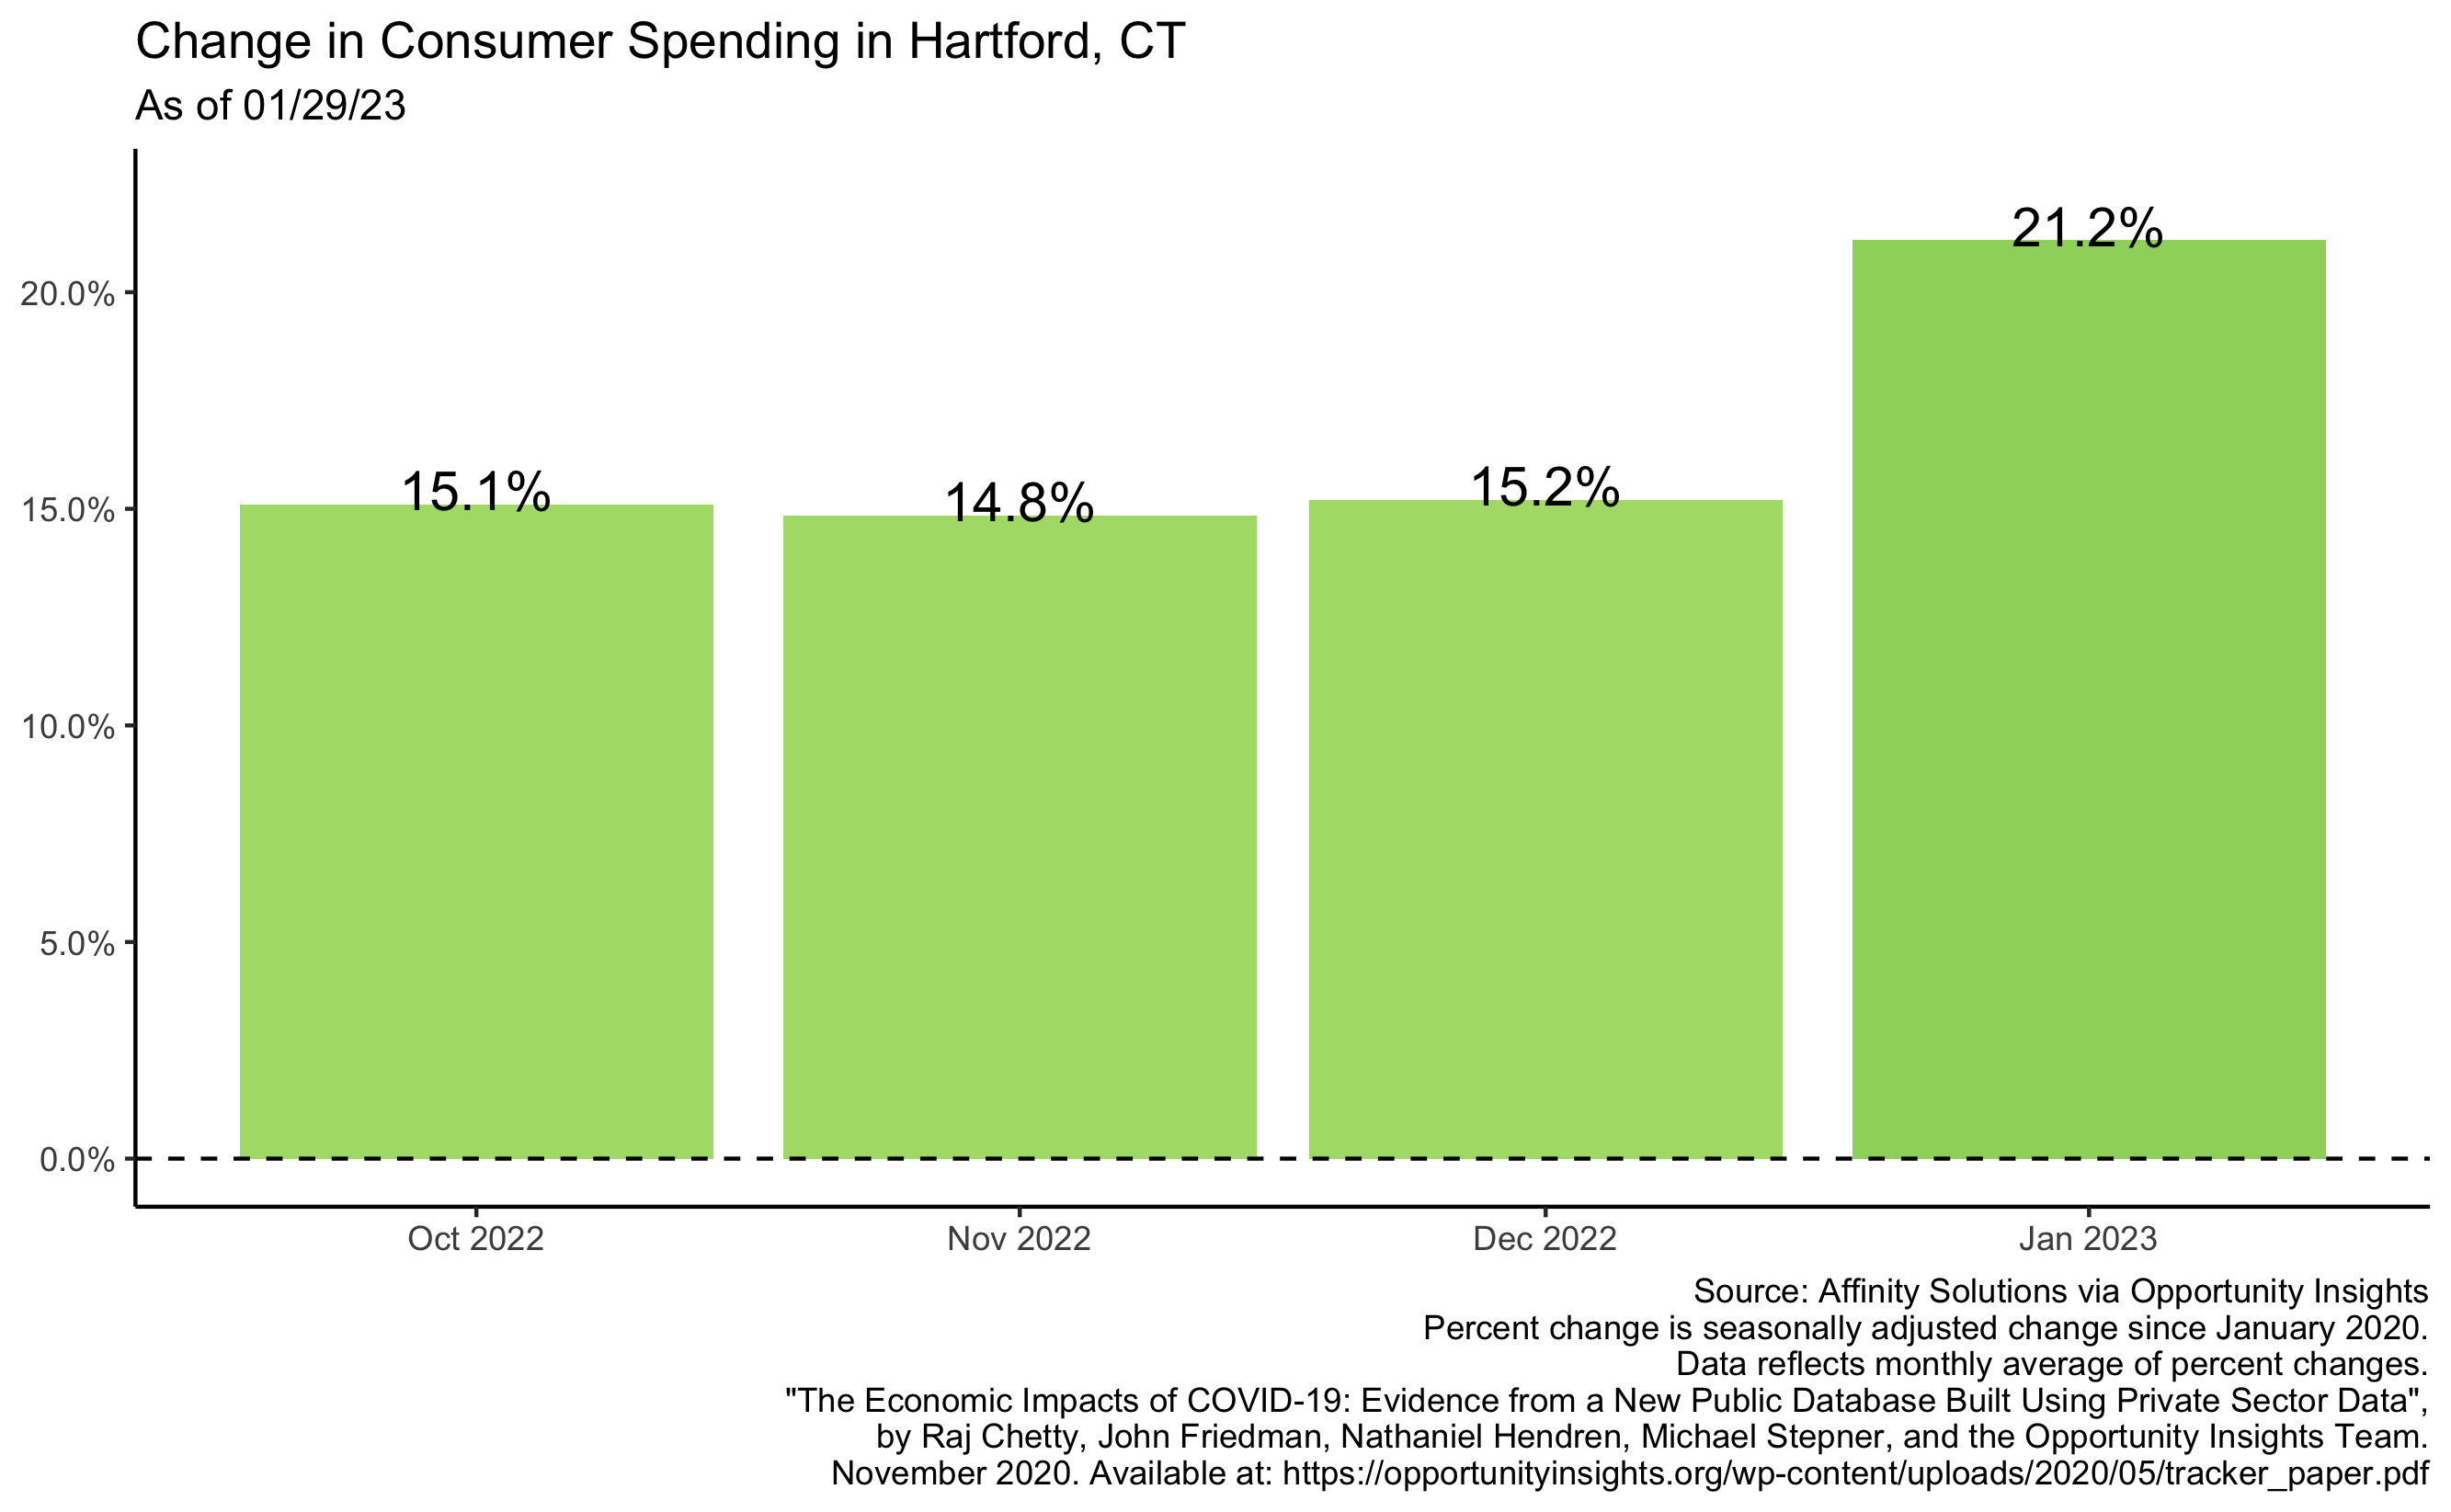 Change in Consumer Spending in Hartford, CT
As of 01/29/23
20.0%
15.0%
10.0%
5.0%
0.0%
15.1%
14.8%
15.2%
21.2%
Oct 2022
Nov 2022
Dec 2022
Jan 2023
Source: Affinity Solutions via Opportunity Insights
Percent change is seasonally adjusted change since January 2020.
Data reflects monthly average of percent changes.
"The Economic Impacts of COVID-19: Evidence from a New Public Database Built Using Private Sector Data",
by Raj Chetty, John Friedman, Nathaniel Hendren, Michael Stepner, and the Opportunity Insights Team.
November 2020. Available at: https://opportunityinsights.org/wp-content/uploads/2020/05/tracker_paper.pdf